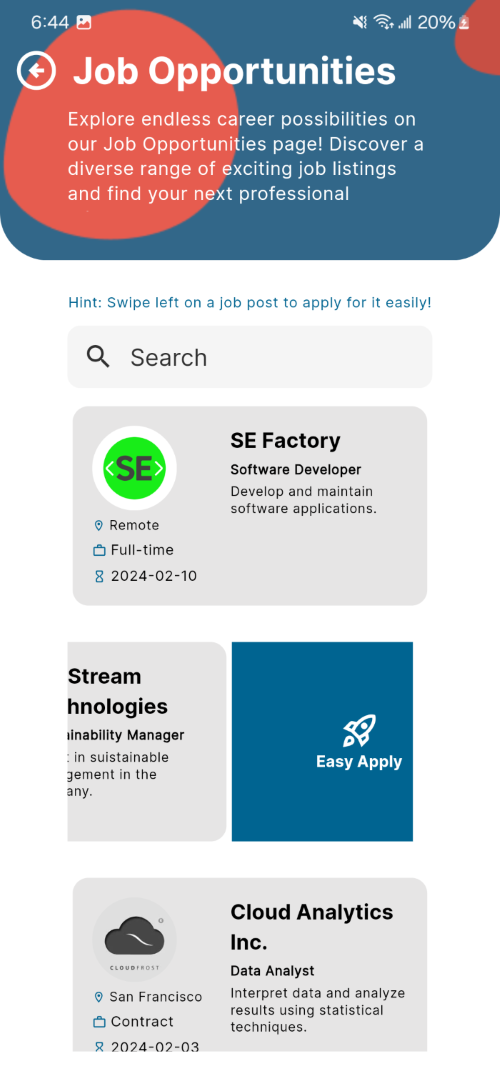 6:44
20%
Job Opportunities
Explore endless career possibilities on
our Job Opportunities page! Discover a
diverse range of exciting job listings
and find your next professional
Hint: Swipe left on a job post to apply for it easily!
Search
<SE>
SE Factory
Software Developer
Develop and maintain
software applications.
Remote
Full-time
2024-02-10
Stream
hnologies
ainability Manager
t in suistainable
gement in the
any.
Easy Apply
CLOUDFROST
Cloud Analytics
Inc.
Data Analyst
Interpret data and analyze
results using statistical
techniques.
San Francisco
Contract
2024-02-03